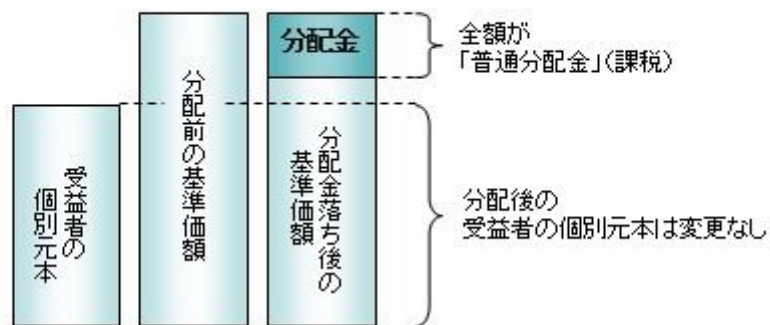 受益者の
個別元本
分配前の基準価額
分配金
分配金落ち後の
基準価額
全額が
「普通分配金」(課税)
分配後の
受益者の個別元本は変更なし